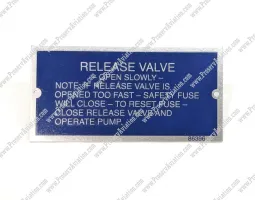 RELEASE VALVE
– OPEN SLOWLY –
NOTE: IF RELEASE VALVE IS
OPENED TOO FAST – SAFETY FUSE
WILL CLOSE – TO RESET FUSE –
CLOSE RELEASE VALVE AND
OPERATE PUMP.